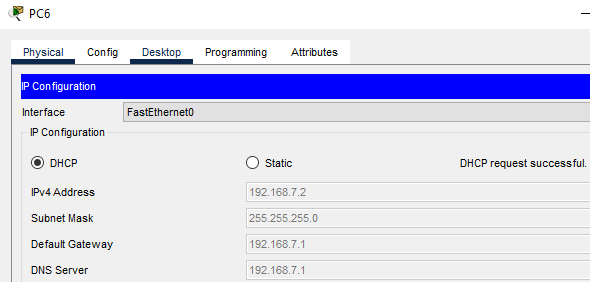 PC6
Physical Config Desktop Programming Attributes
IP Configuration
Interface FastEthernet0
IP Configuration
DHCP Static DHCP request successful.
IPv4 Address 192.168.7.2
Subnet Mask 255.255.255.0
Default Gateway 192.168.7.1
DNS Server 192.168.7.1